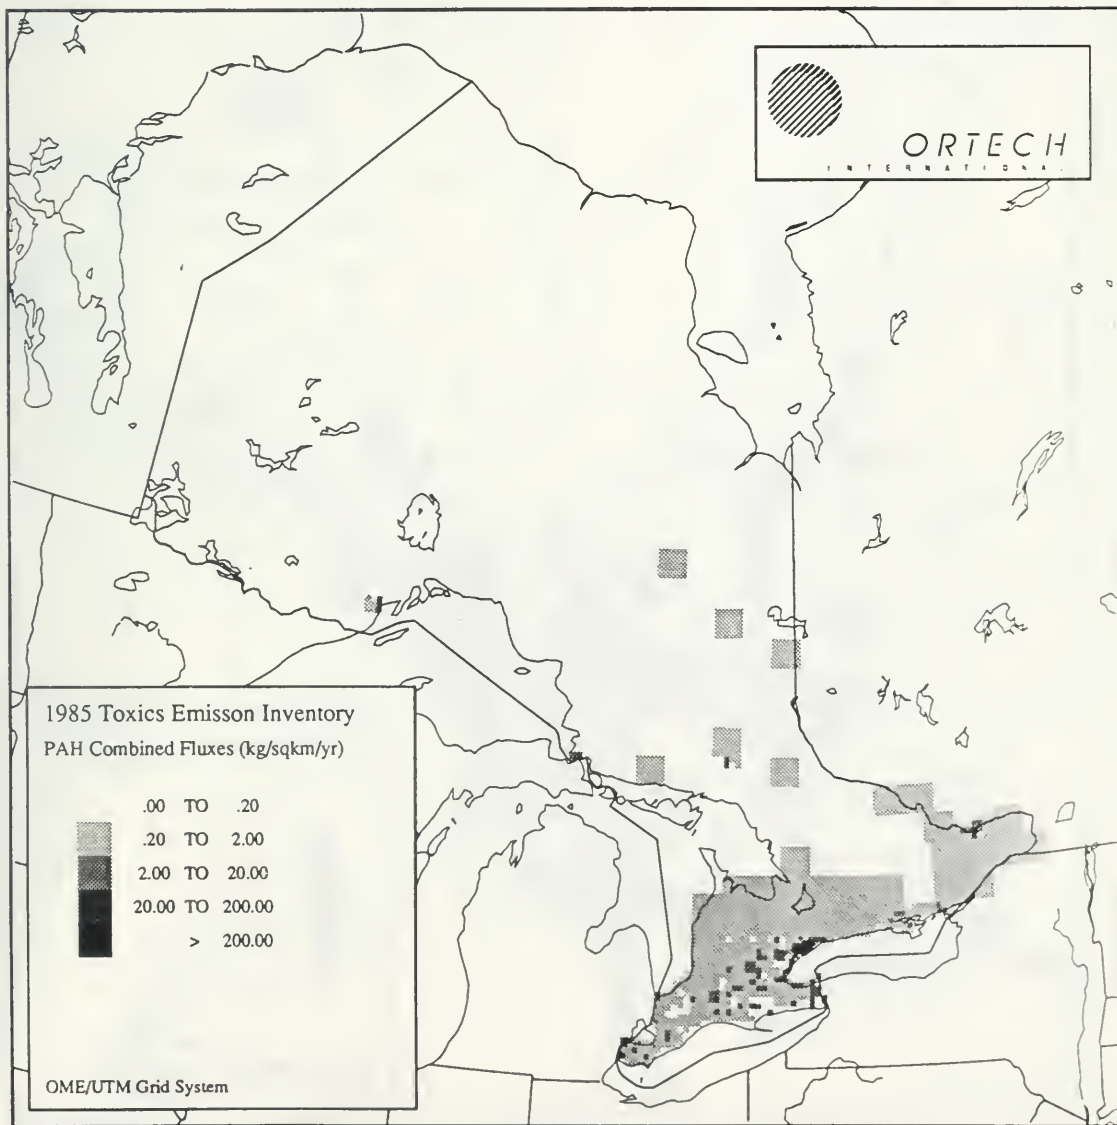 ORTECH
INTERNATIONAL
1985 Toxics Emisson Inventory
PAH Combined Fluxes (kg/sqkm/yr)
.00 TO .20
.20 TO 2.00
2.00 TO 20.00
20.00 TO 200.00
> 200.00
OME/UTM Grid System